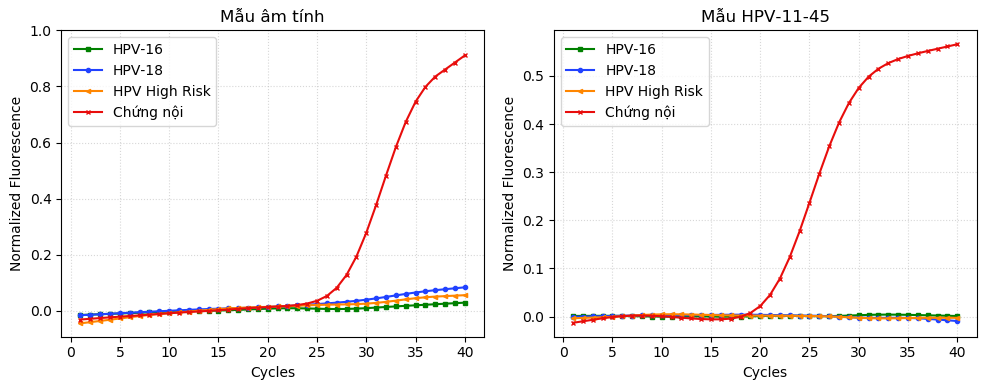 Mẫu âm tính
Normalized Fluorescence
1.0
0.8
0.6
0.4
0.2
0.0
HPV-16
HPV-18
HPV High Risk
Chứng nội
0 5 10 15 20 25 30 35 40
Cycles
Mẫu HPV-11-45
Normalized Fluorescence
0.5
0.4
0.3
0.2
0.1
0.0
HPV-16
HPV-18
HPV High Risk
Chứng nội
0 5 10 15 20 25 30 35 40
Cycles